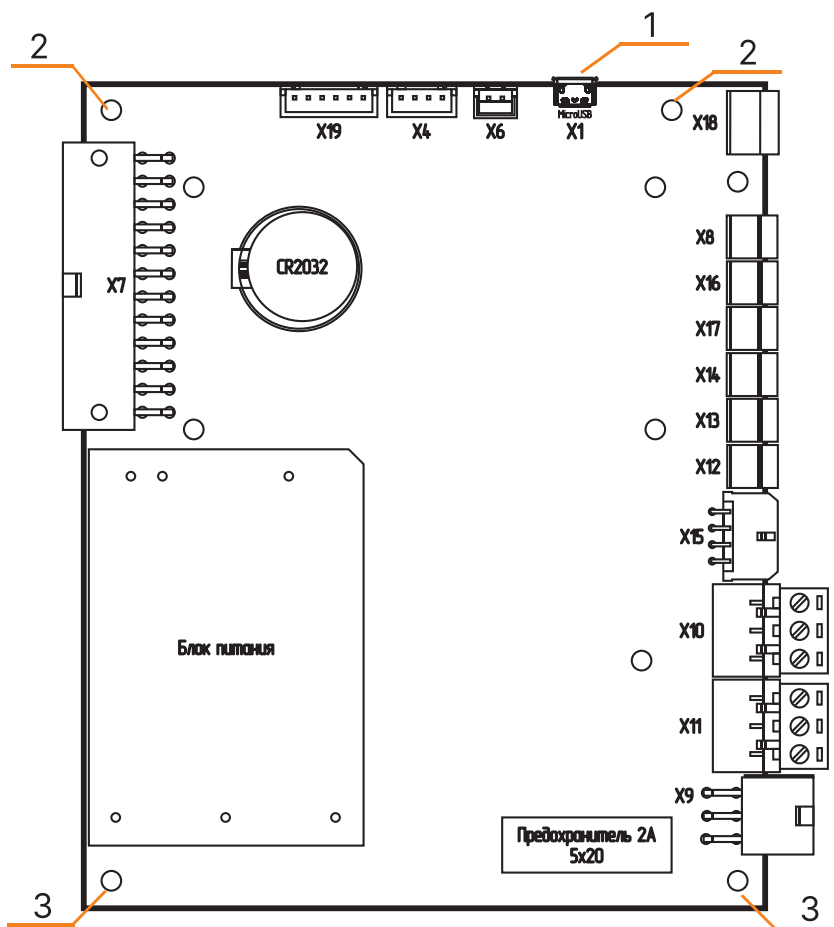 1
2
2
X19
X4
X6
MicroUSB
X1
X18
X8
CR2032
X7
X16
X17
X14
X13
X12
X15
X10
Блок питания
X11
X9
Предохранитель 2А
5x20
3
3